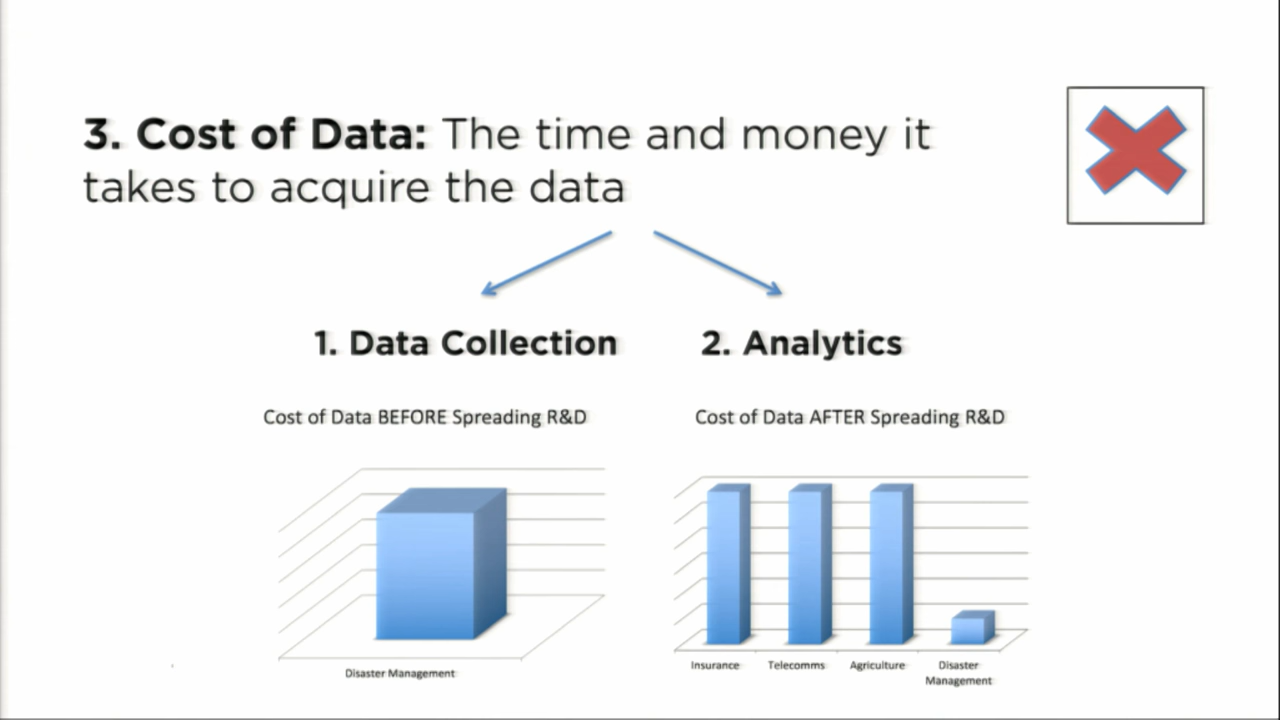 3. Cost of Data: The time and money it
takes to acquire the data
1. Data Collection
2. Analytics
Cost of Data BEFORE Spreading R&D
Cost of Data AFTER Spreading R&D
Disaster Management
Insurance
Telecomms
Agriculture
Disaster
Management